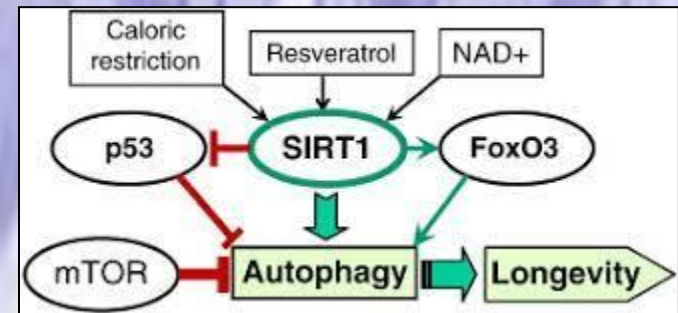 Caloric
restriction
Resveratrol
NAD+
p53
SIRT1
FoxO3
mTOR
Autophagy
Longevity